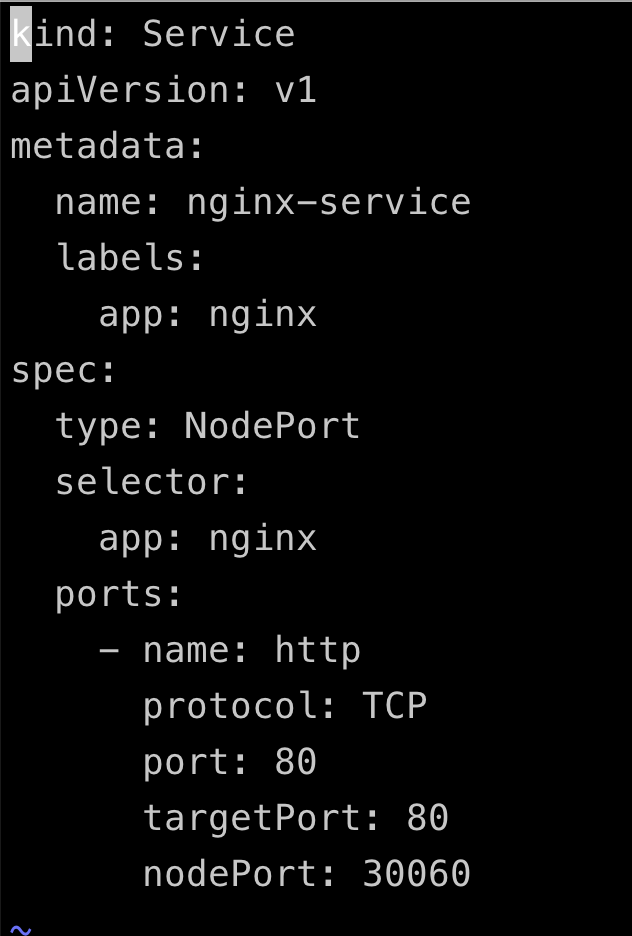 kind: Service
apiVersion: v1
metadata:
  name: nginx-service
  labels:
    app: nginx
spec:
  type: NodePort
  selector:
    app: nginx
  ports:
    - name: http
      protocol: TCP
      port: 80
      targetPort: 80
      nodePort: 30060
~